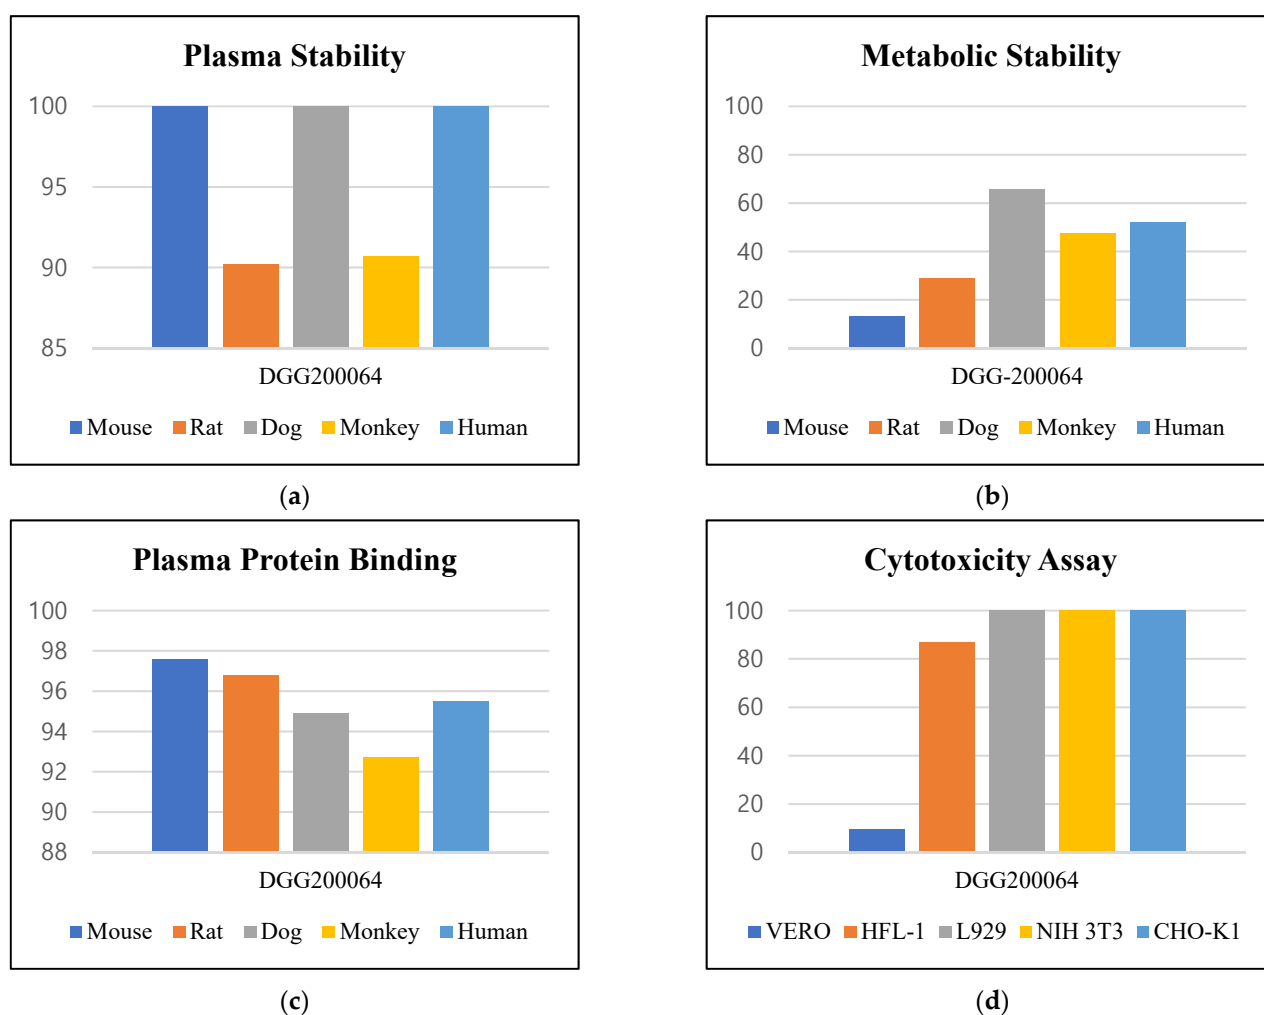 Plasma Stability
100
95
90
85
DGG200064
Mouse Rat Dog Monkey Human
(a)
Metabolic Stability
100
80
60
40
20
0
DGG-200064
Mouse Rat Dog Monkey Human
(b)
Plasma Protein Binding
100
98
96
94
92
90
88
DGG200064
Mouse Rat Dog Monkey Human
(c)
Cytotoxicity Assay
100
80
60
40
20
0
DGG200064
VERO HFL-1 L929 NIH 3T3 CHO-K1
(d)